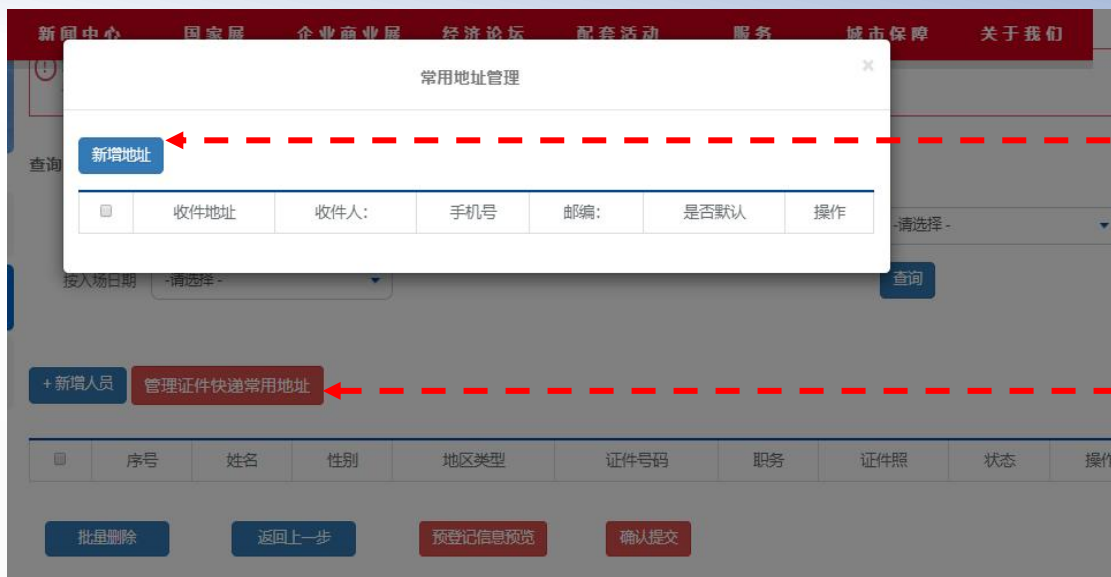 新闻中心 国家展 企业商业展 经济论坛 配套活动 服务 城市保障 关于我们
常用地址管理 ×
新增地址
查询
收件地址 收件人： 手机号 邮编： 是否默认 操作
-请选择-
按入场日期 -请选择- 查询
+新增人员 管理证件快递常用地址
序号 姓名 性别 地区类型 证件号码 职务 证件照 状态 操作
批量删除 返回上一步 预登记信息预览 确认提交